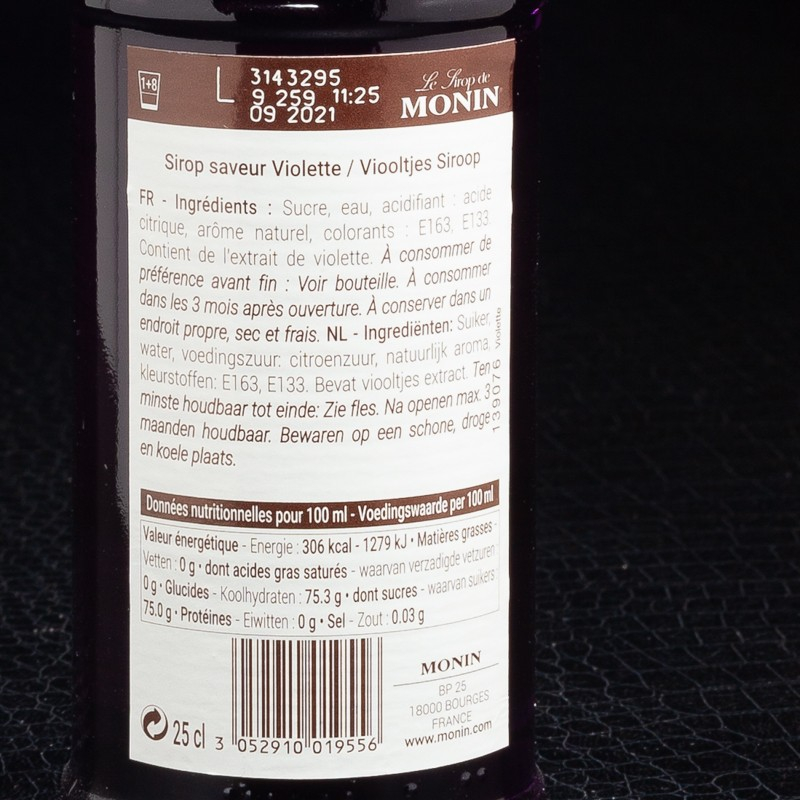 1+8
L 3143295
9 259 11:25
09 2021
Le Sirop de
MONIN
Sirop saveur Violette / Viooltjes Siroop
FR - Ingrédients : Sucre, eau, acidifiant : acide
citrique, arôme naturel, colorants : E163, E133.
Contient de l'extrait de violette. À consommer de
préférence avant fin : Voir bouteille. À consommer
dans les 3 mois après ouverture. À conserver dans un
endroit propre, sec et frais. NL - Ingrediënten: Suiker,
water, voedingszuur: citroenzuur, natuurlijk aroma,
kleurstoffen: E163, E133. Bevat viooltjes extract. Ten
minste houdbaar tot einde: Zie fles. Na openen max. 3
maanden houdbaar. Bewaren op een schone, droge
en koele plaats.
139076 Violette
Données nutritionnelles pour 100 ml - Voedingswaarde per 100 ml
Valeur énergétique - Energie : 306 kcal - 1279 kJ • Matières grasses -
Vetten : 0 g • dont acides gras saturés - waarvan verzadigde vetzuren :
0 g • Glucides - Koolhydraten : 75.3 g • dont sucres - waarvan suikers :
75.0 g • Protéines - Eiwitten : 0 g • Sel - Zout : 0.03 g
25 cl
3 052910 019556
MONIN
BP 25
18000 BOURGES
FRANCE
www.monin.com